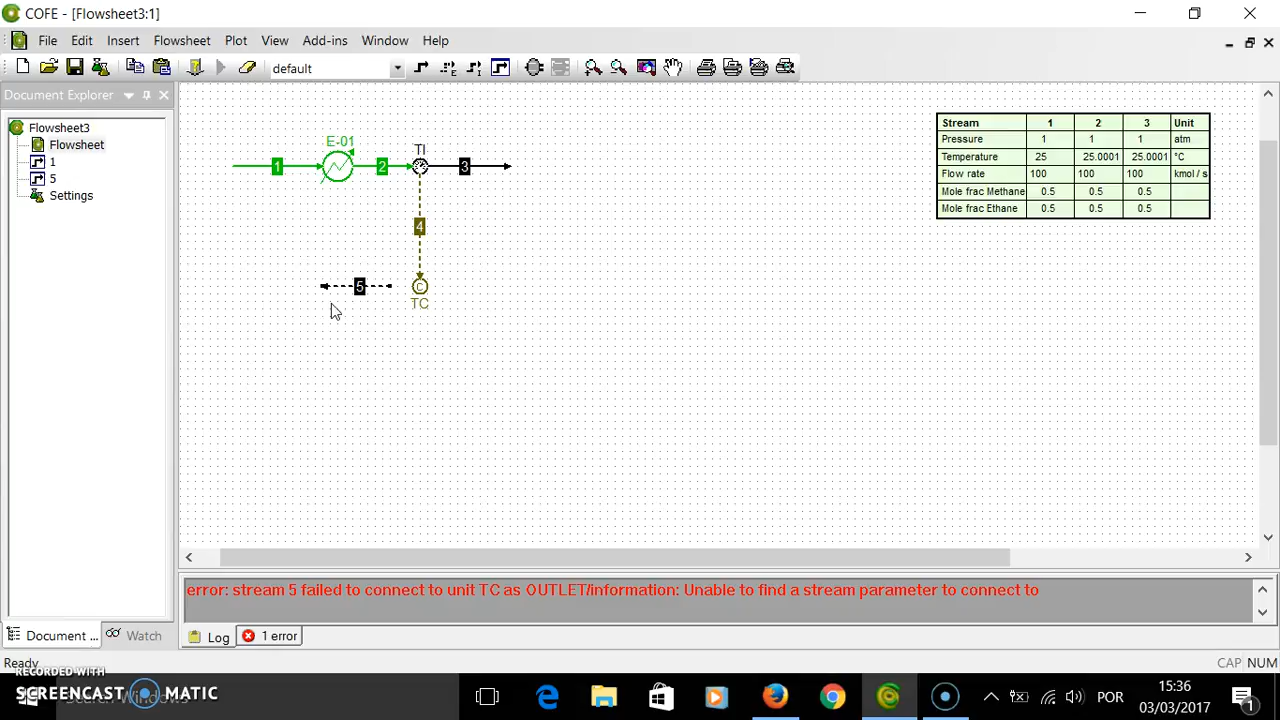 COFE - [Flowsheet3:1]
File Edit Insert Flowsheet Plot View Add-ins Window Help
default
Document Explorer
Flowsheet3
Flowsheet
1
5
Settings
E-01
TI
1
2
3
4
5
C
TC
Stream 1 2 3 Unit
Pressure 1 1 1 atm
Temperature 25 25.0001 25.0001 °C
Flow rate 100 100 100 kmol / s
Mole frac Methane 0.5 0.5 0.5
Mole frac Ethane 0.5 0.5 0.5
error: stream 5 failed to connect to unit TC as OUTLET/information: Unable to find a stream parameter to connect to
Document ... Watch
Log 1 error
Ready
CAP NUM
RECORDED WITH
SCREENCAST MATIC
Search Windows
POR
15:36
03/03/2017
1